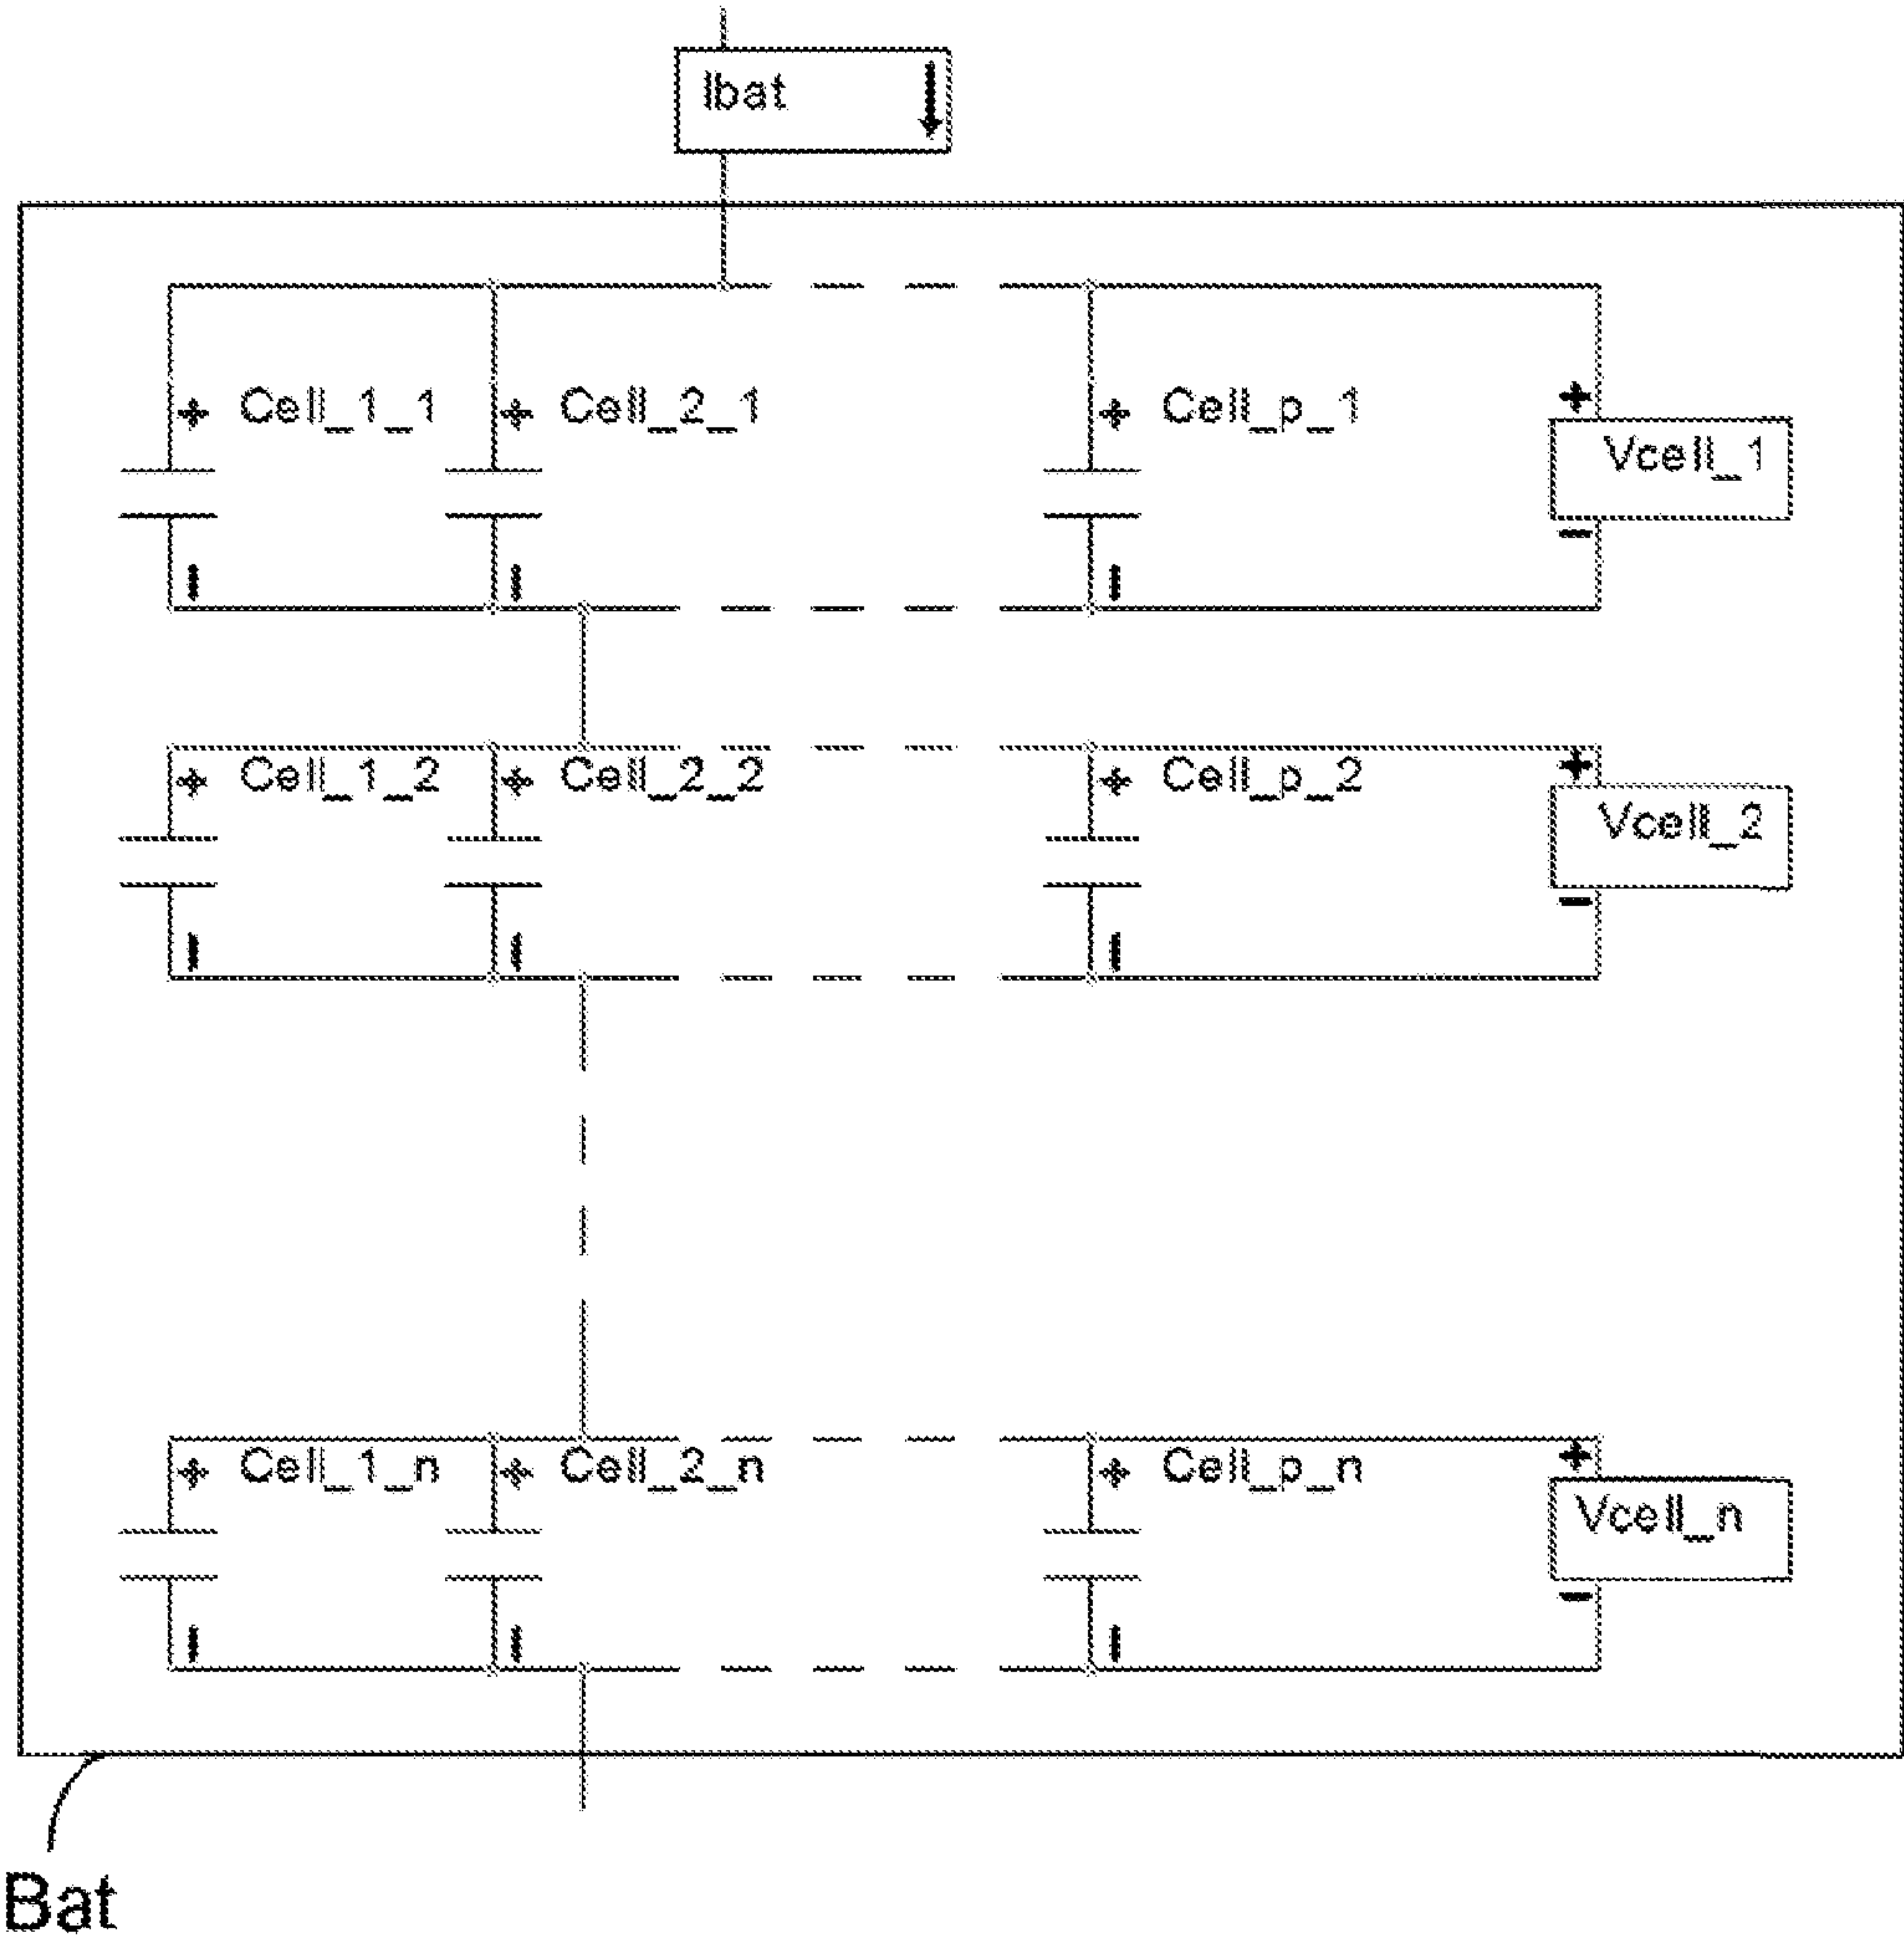 Ibat
+ Cell_1_1 + Cell_2_1 + Cell_p_1 +
Vcell_1
- - - -
+ Cell_1_2 + Cell_2_2 + Cell_p_2 +
Vcell_2
- - - -
+ Cell_1_n + Cell_2_n + Cell_p_n +
Vcell_n
- - - -
Bat